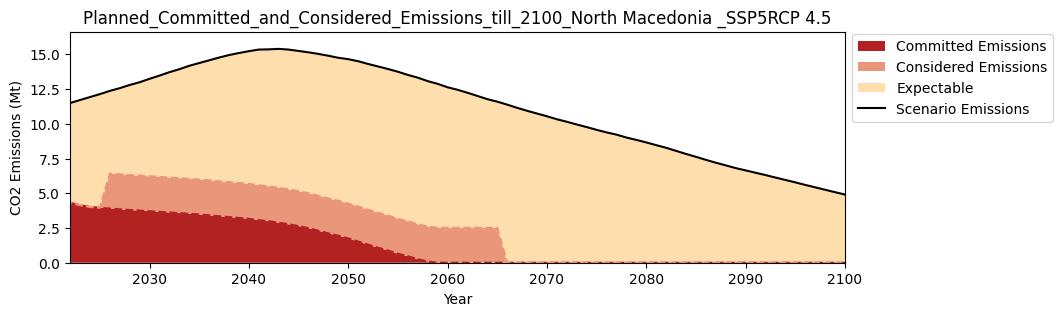 Planned_Committed_and_Considered_Emissions_till_2100_North Macedonia _SSP5RCP 4.5
Committed Emissions
Considered Emissions
Expectable
Scenario Emissions
CO2 Emissions (Mt)
15.0
12.5
10.0
7.5
5.0
2.5
0.0
2030 2040 2050 2060 2070 2080 2090 2100
Year